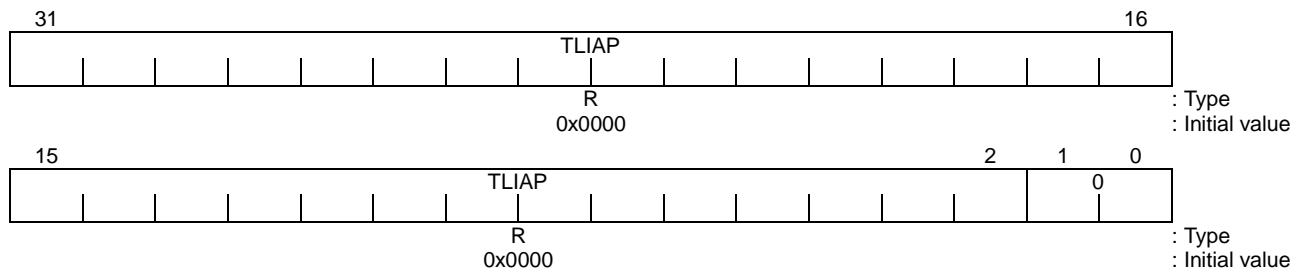 31 16
TLIAP
R : Type
0x0000 : Initial value
15 2 1 0
TLIAP 0
R : Type
0x0000 : Initial value